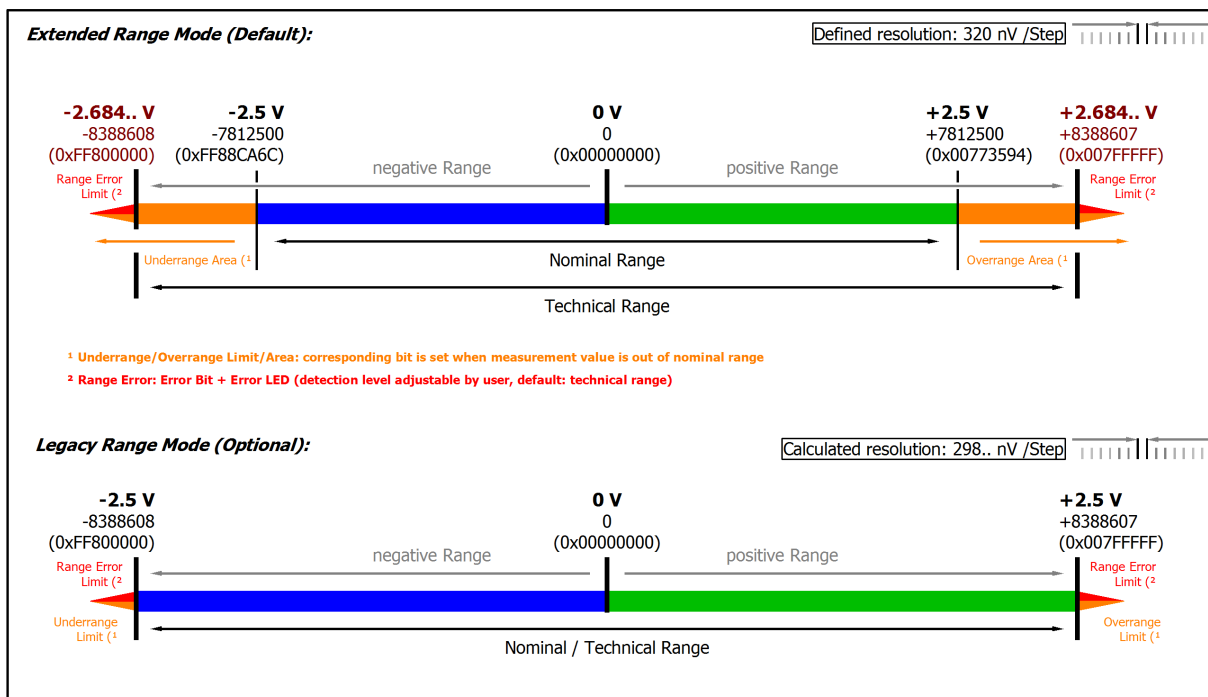 Extended Range Mode (Default):
Defined resolution: 320 nV /Step
-2.684.. V
-2.5 V
0 V
+2.5 V
+2.684.. V
-8388608
-7812500
0
+7812500
+8388607
(0xFF800000)
(0xFF88CA6C)
(0x00000000)
(0x00773594)
(0x007FFFFF)
negative Range
positive Range
Range Error
Limit (²
Range Error
Limit (²
Underrange Area (¹
Nominal Range
Overrange Area (¹
Technical Range
¹ Underrange/Overrange Limit/Area: corresponding bit is set when measurement value is out of nominal range
² Range Error: Error Bit + Error LED (detection level adjustable by user, default: technical range)
Legacy Range Mode (Optional):
Calculated resolution: 298.. nV /Step
-2.5 V
0 V
+2.5 V
-8388608
0
+8388607
(0xFF800000)
(0x00000000)
(0x007FFFFF)
negative Range
positive Range
Range Error
Limit (²
Range Error
Limit (²
Underrange
Limit (¹
Overrange
Limit (¹
Nominal / Technical Range